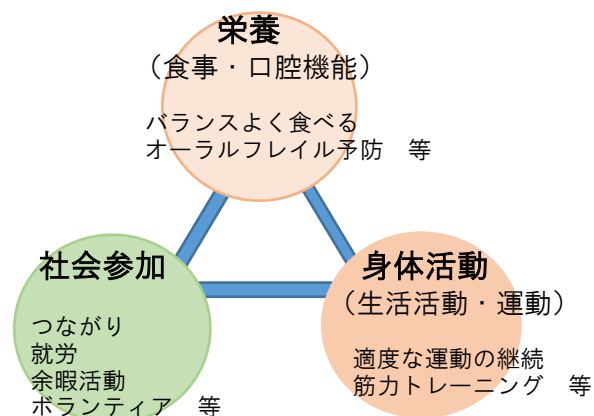 栄養
（食事・口腔機能）
バランスよく食べる
オーラルフレイル予防　等
社会参加
つながり
就労
余暇活動
ボランティア　等
身体活動
（生活活動・運動）
適度な運動の継続
筋力トレーニング　等